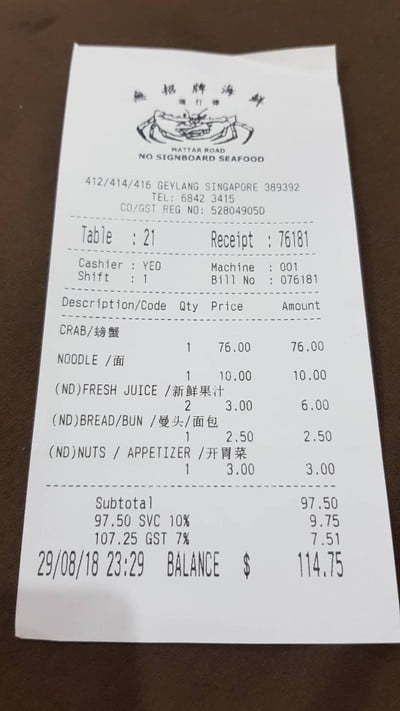 無招牌海鮮
MATTAR ROAD
NO SIGNBOARD SEAFOOD
412/414/416 GEYLANG SINGAPORE 389392
TEL: 6842 3415
CO/GST REG NO: 52804905D
Table : 21 Receipt : 76181
Cashier : YEO Machine : 001
Shift : 1 Bill No : 076181
Description/Code Qty Price Amount
CRAB/螃蟹
1 76.00 76.00
NOODLE /面
1 10.00 10.00
(ND)FRESH JUICE /新鲜果汁
2 3.00 6.00
(ND)BREAD/BUN /曼头/面包
1 2.50 2.50
(ND)NUTS / APPETIZER /开胃菜
1 3.00 3.00
Subtotal 97.50
97.50 SVC 10% 9.75
107.25 GST 7% 7.51
29/08/18 23:29 BALANCE $ 114.75